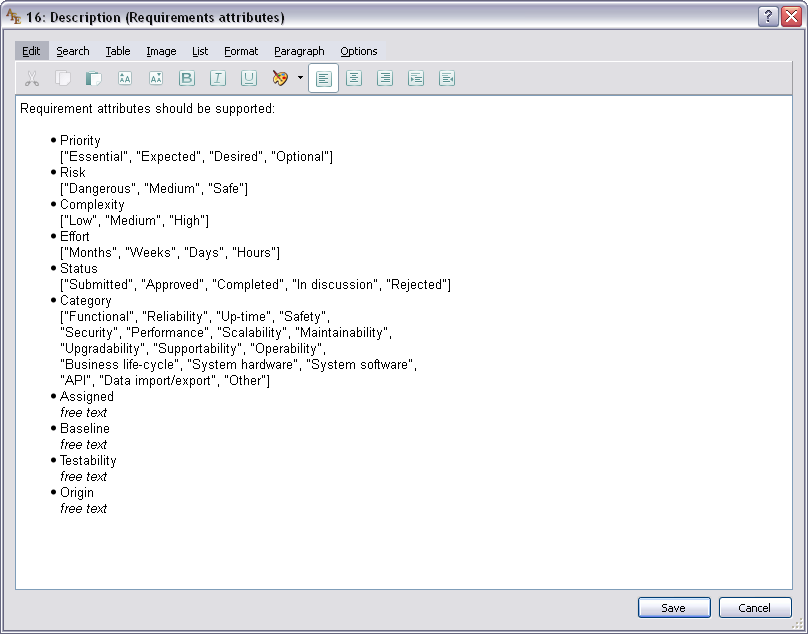 16: Description (Requirements attributes)
Edit Search Table Image List Format Paragraph Options
Requirement attributes should be supported:
• Priority
["Essential", "Expected", "Desired", "Optional"]
• Risk
["Dangerous", "Medium", "Safe"]
• Complexity
["Low", "Medium", "High"]
• Effort
["Months", "Weeks", "Days", "Hours"]
• Status
["Submitted", "Approved", "Completed", "In discussion", "Rejected"]
• Category
["Functional", "Reliability", "Up-time", "Safety",
"Security", "Performance", "Scalability", "Maintainability",
"Upgradability", "Supportability", "Operability",
"Business life-cycle", "System hardware", "System software",
"API", "Data import/export", "Other"]
• Assigned
free text
• Baseline
free text
• Testability
free text
• Origin
free text
Save Cancel